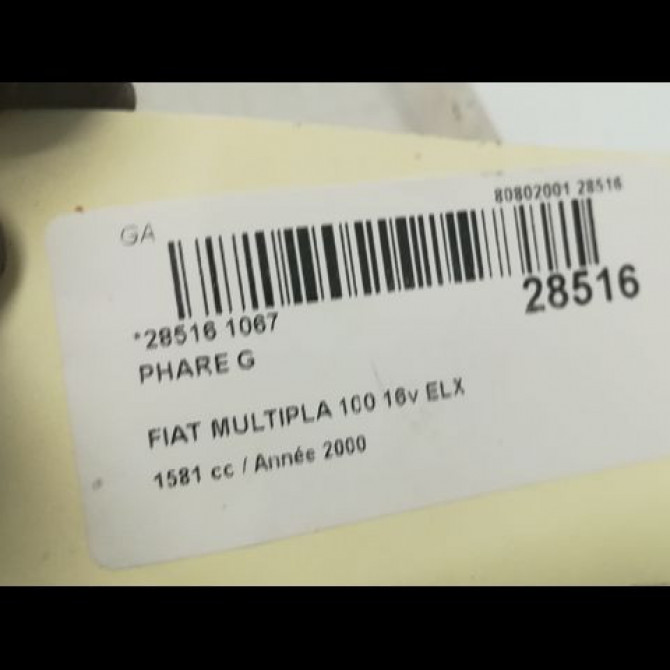 80802001 28516
GA
28516
*28516 1067
PHARE G
FIAT MULTIPLA 100 16v ELX
1581 cc / Année 2000